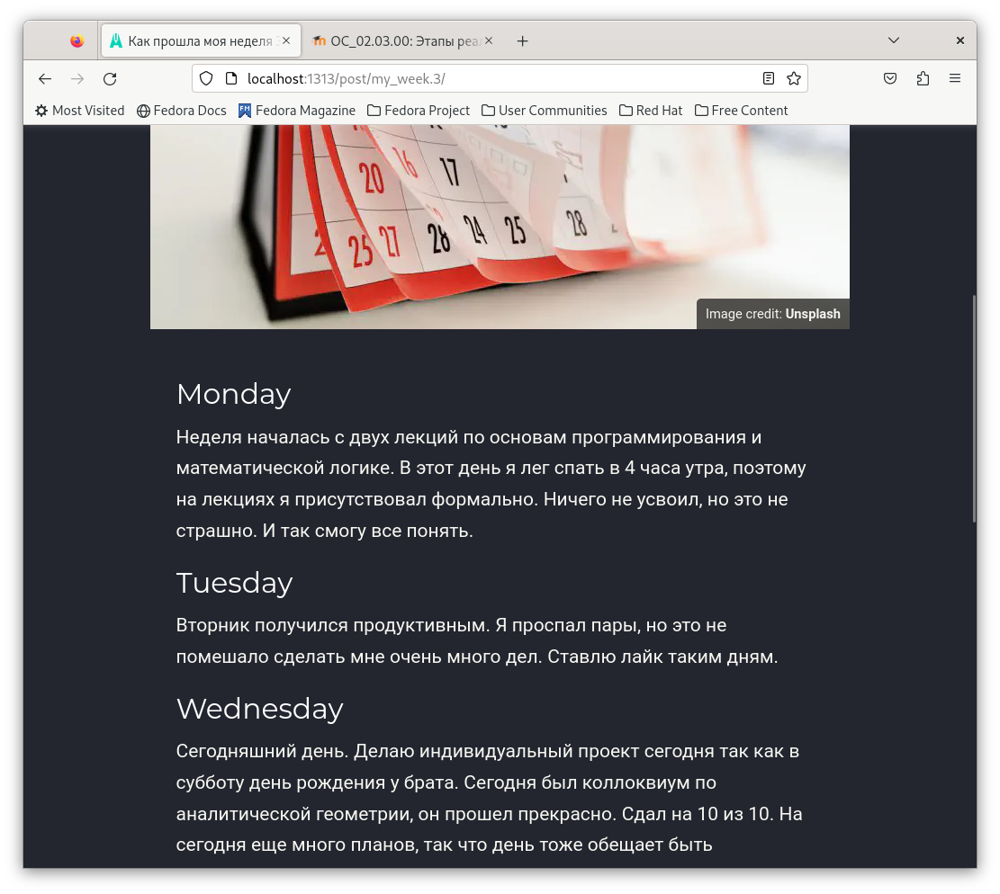 Как прошла моя неделя
ОС_02.03.00: Этапы реа
localhost:1313/post/my_week.3/
Most Visited Fedora Docs Fedora Magazine Fedora Project User Communities Red Hat Free Content
20 16 17
25 27 28 24 25 28
Image credit: Unsplash
Monday
Неделя началась с двух лекций по основам программирования и
математической логике. В этот день я лег спать в 4 часа утра, поэтому
на лекциях я присутствовал формально. Ничего не усвоил, но это не
страшно. И так смогу все понять.
Tuesday
Вторник получился продуктивным. Я проспал пары, но это не
помешало сделать мне очень много дел. Ставлю лайк таким дням.
Wednesday
Сегодняшний день. Делаю индивидуальный проект сегодня так как в
субботу день рождения у брата. Сегодня был коллоквиум по
аналитической геометрии, он прошел прекрасно. Сдал на 10 из 10. На
сегодня еще много планов, так что день тоже обещает быть